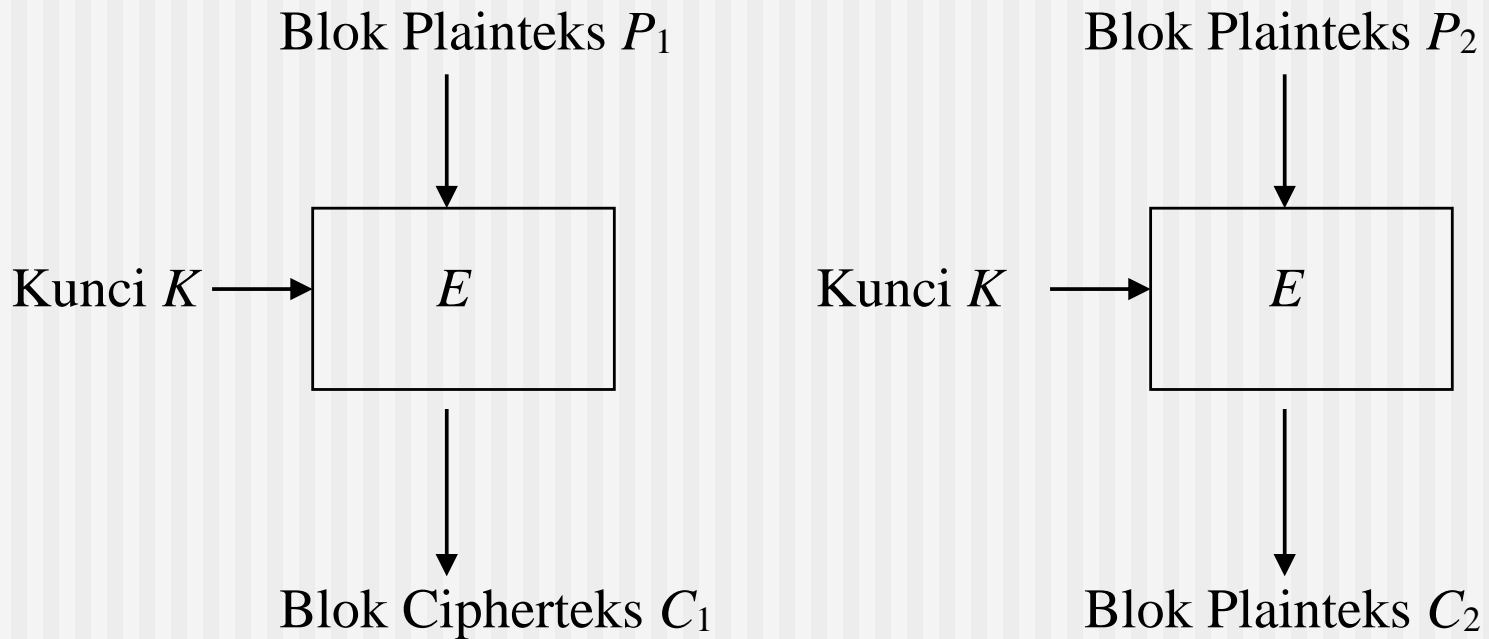 Blok Plainteks P₁
Kunci K
E
Blok Cipherteks C₁
Blok Plainteks P₂
Kunci K
E
Blok Plainteks C₂